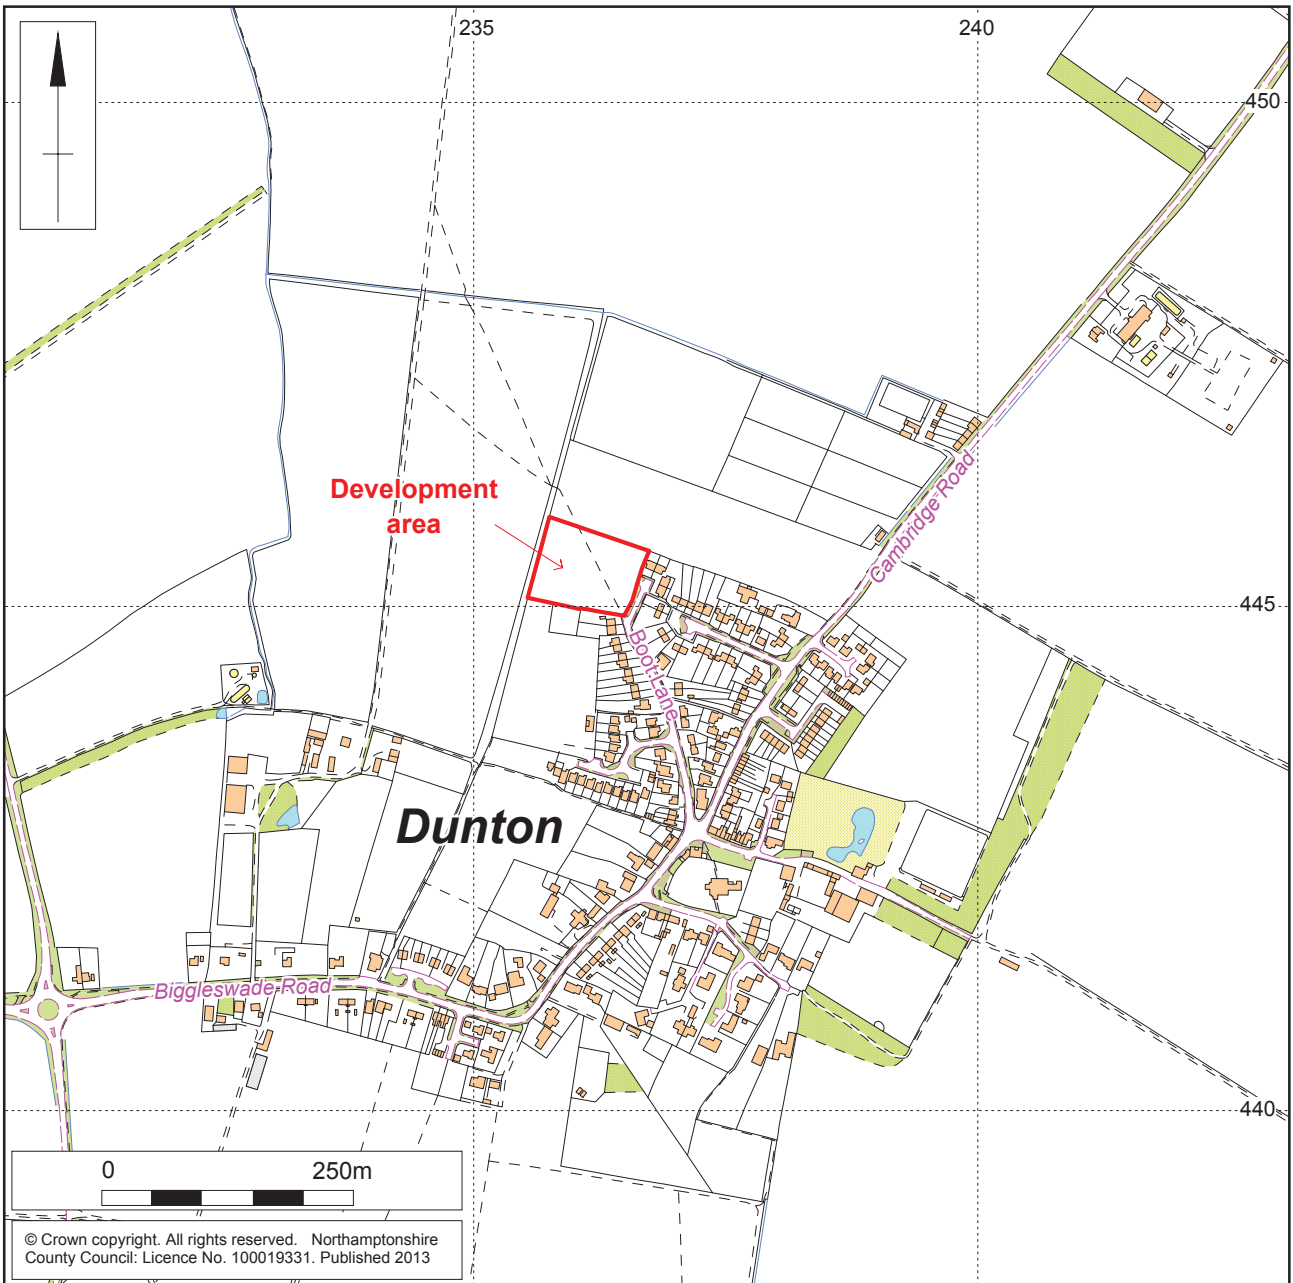 235
240
450
Development
area
Cambridge Road
445
Boot Lane
Dunton
Biggleswade Road
440
0
250m
© Crown copyright. All rights reserved. Northamptonshire
County Council: Licence No. 100019331. Published 2013